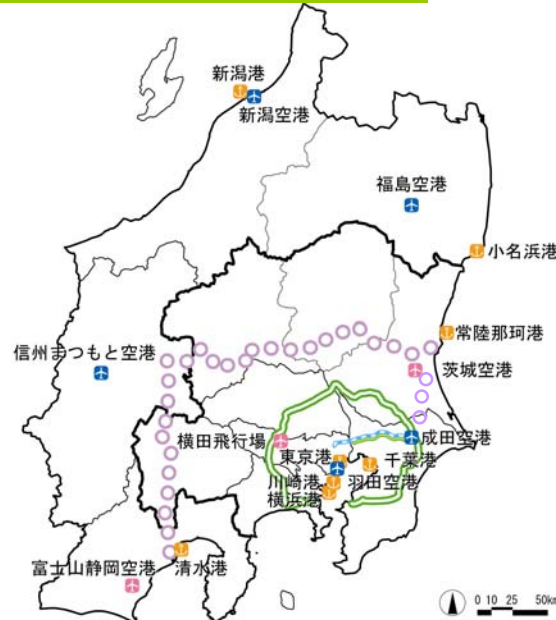 新潟港
新潟空港
福島空港
小名浜港
常陸那珂港
信州まつもと空港
茨城空港
横田飛行場
成田空港
東京港
千葉港
川崎港
羽田空港
横浜港
富士山静岡空港
清水港
0 10 25 50km